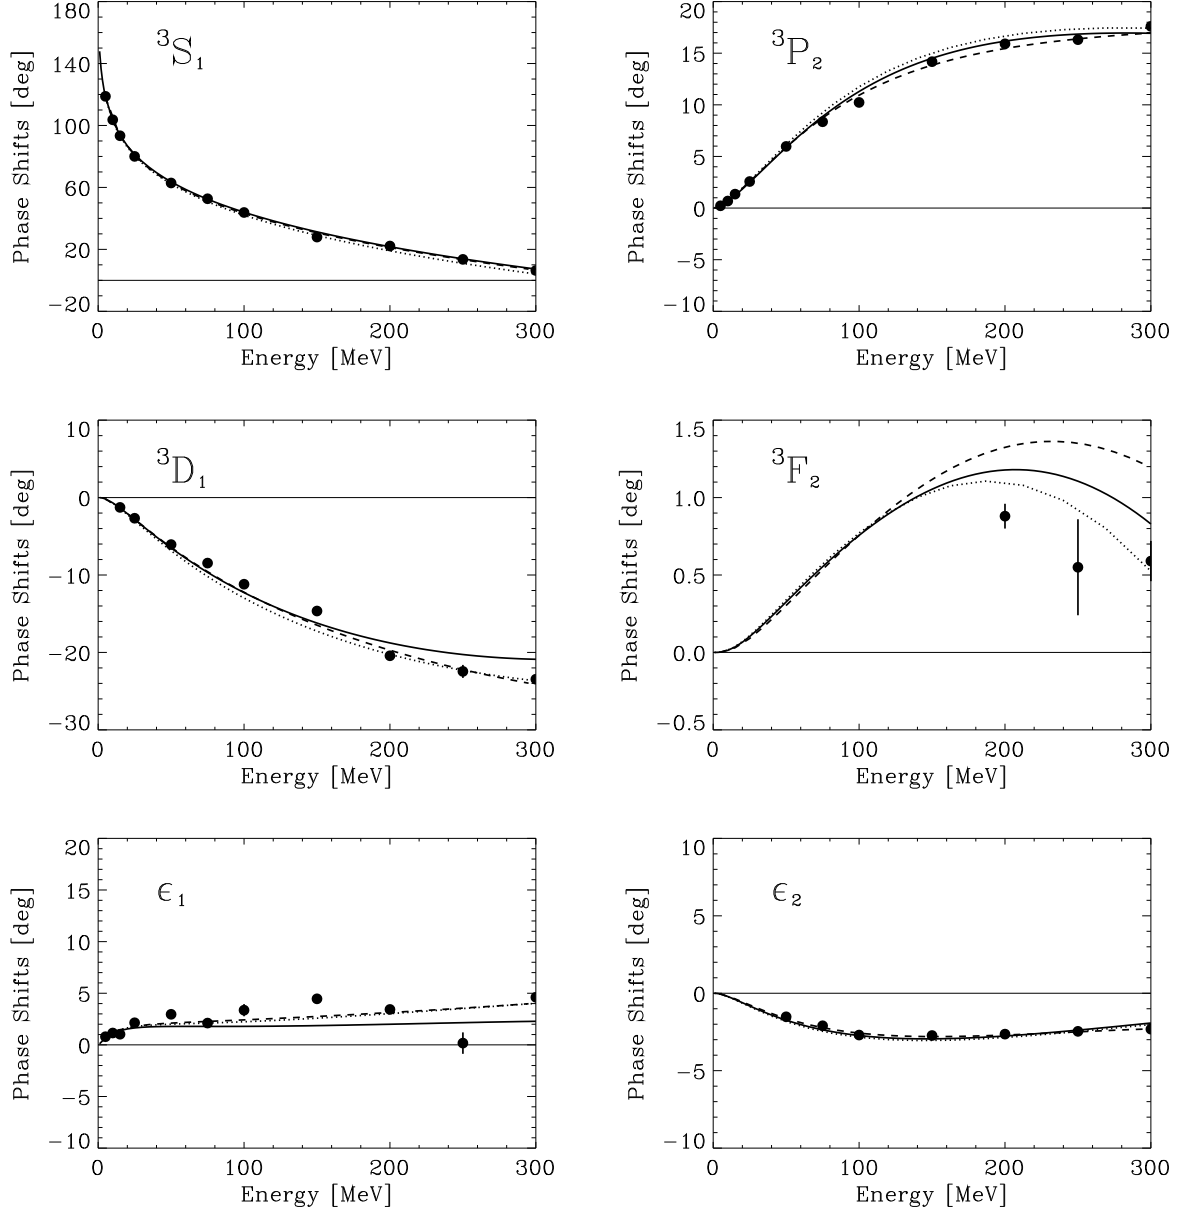 180
140
100
60
20
−20
Phase Shifts [deg]
³S₁
0 100 200 300
Energy [MeV]
20
15
10
5
0
−5
−10
Phase Shifts [deg]
³P₂
0 100 200 300
Energy [MeV]
10
0
−10
−20
−30
Phase Shifts [deg]
³D₁
0 100 200 300
Energy [MeV]
1.5
1.0
0.5
0.0
−0.5
Phase Shifts [deg]
³F₂
0 100 200 300
Energy [MeV]
20
15
10
5
0
−5
−10
Phase Shifts [deg]
ϵ₁
0 100 200 300
Energy [MeV]
10
5
0
−5
−10
Phase Shifts [deg]
ϵ₂
0 100 200 300
Energy [MeV]